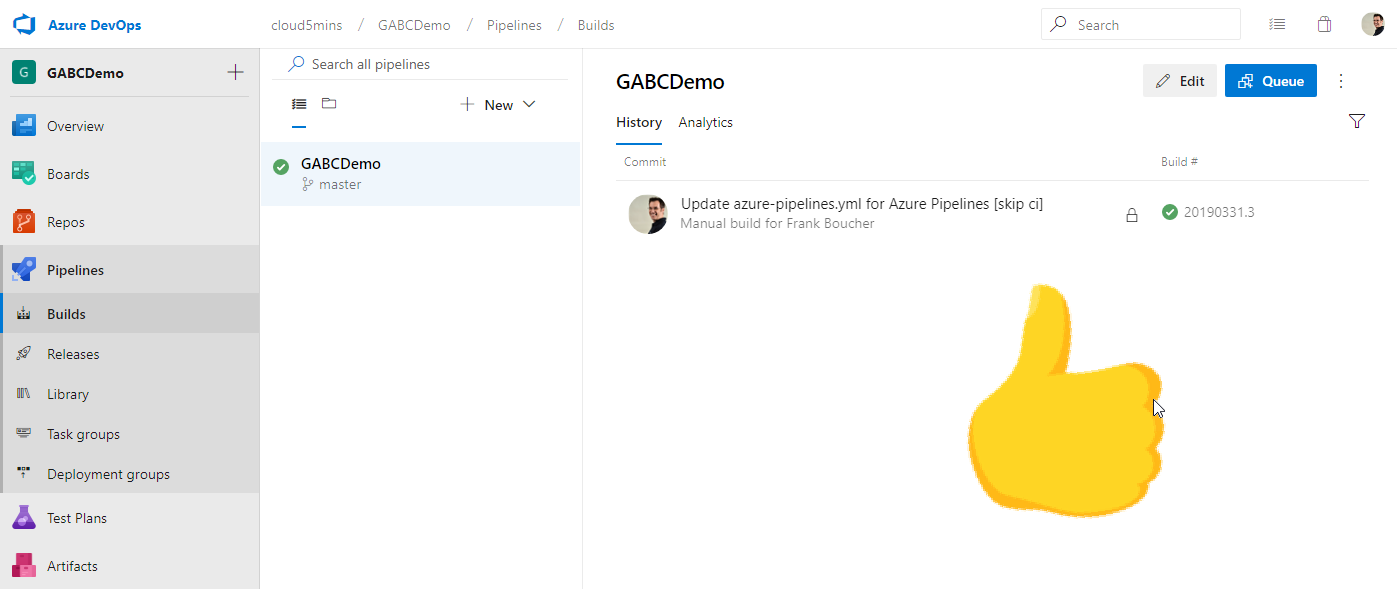 Azure DevOps
cloud5mins / GABCDemo / Pipelines / Builds
Search
G GABCDemo
Overview
Boards
Repos
Pipelines
Builds
Releases
Library
Task groups
Deployment groups
Test Plans
Artifacts
Search all pipelines
New
GABCDemo
master
GABCDemo
Edit
Queue
History Analytics
Commit Build #
Update azure-pipelines.yml for Azure Pipelines [skip ci]
Manual build for Frank Boucher
20190331.3